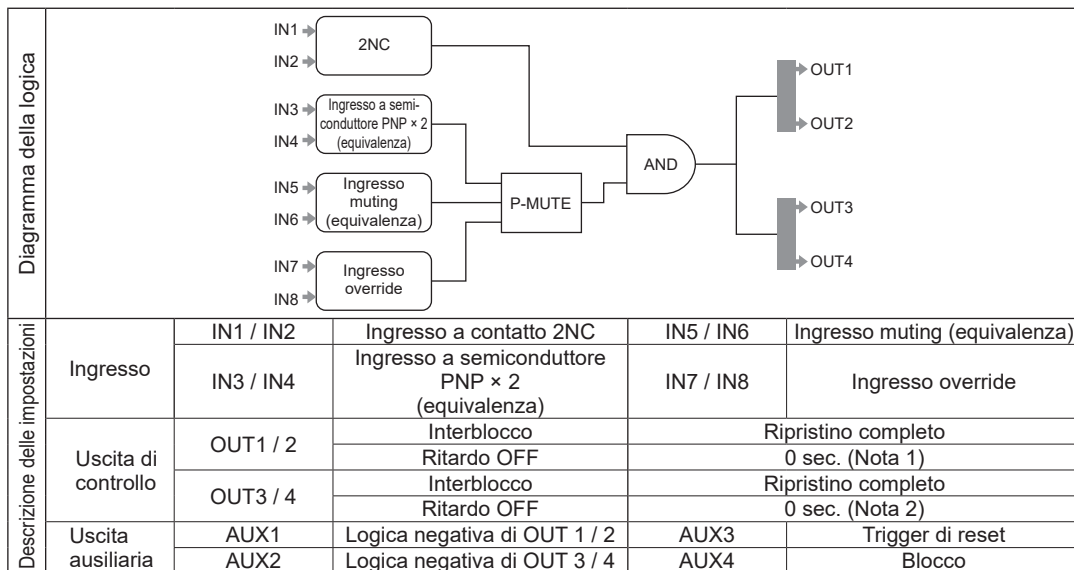 Diagramma della logica
IN1
IN2
2NC
IN3
IN4
Ingresso a semi-
conduttore PNP × 2
(equivalenza)
IN5
IN6
Ingresso
muting
(equivalenza)
IN7
IN8
Ingresso
override
P-MUTE
AND
OUT1
OUT2
OUT3
OUT4
Descrizione delle impostazioni
Ingresso
IN1 / IN2
Ingresso a contatto 2NC
IN5 / IN6
Ingresso muting (equivalenza)
IN3 / IN4
Ingresso a semiconduttore
PNP × 2
(equivalenza)
IN7 / IN8
Ingresso override
Uscita di
controllo
OUT1 / 2
Interblocco
Ripristino completo
Ritardo OFF
0 sec. (Nota 1)
OUT3 / 4
Interblocco
Ripristino completo
Ritardo OFF
0 sec. (Nota 2)
Uscita
ausiliaria
AUX1
Logica negativa di OUT 1 / 2
AUX3
Trigger di reset
AUX2
Logica negativa di OUT 3 / 4
AUX4
Blocco